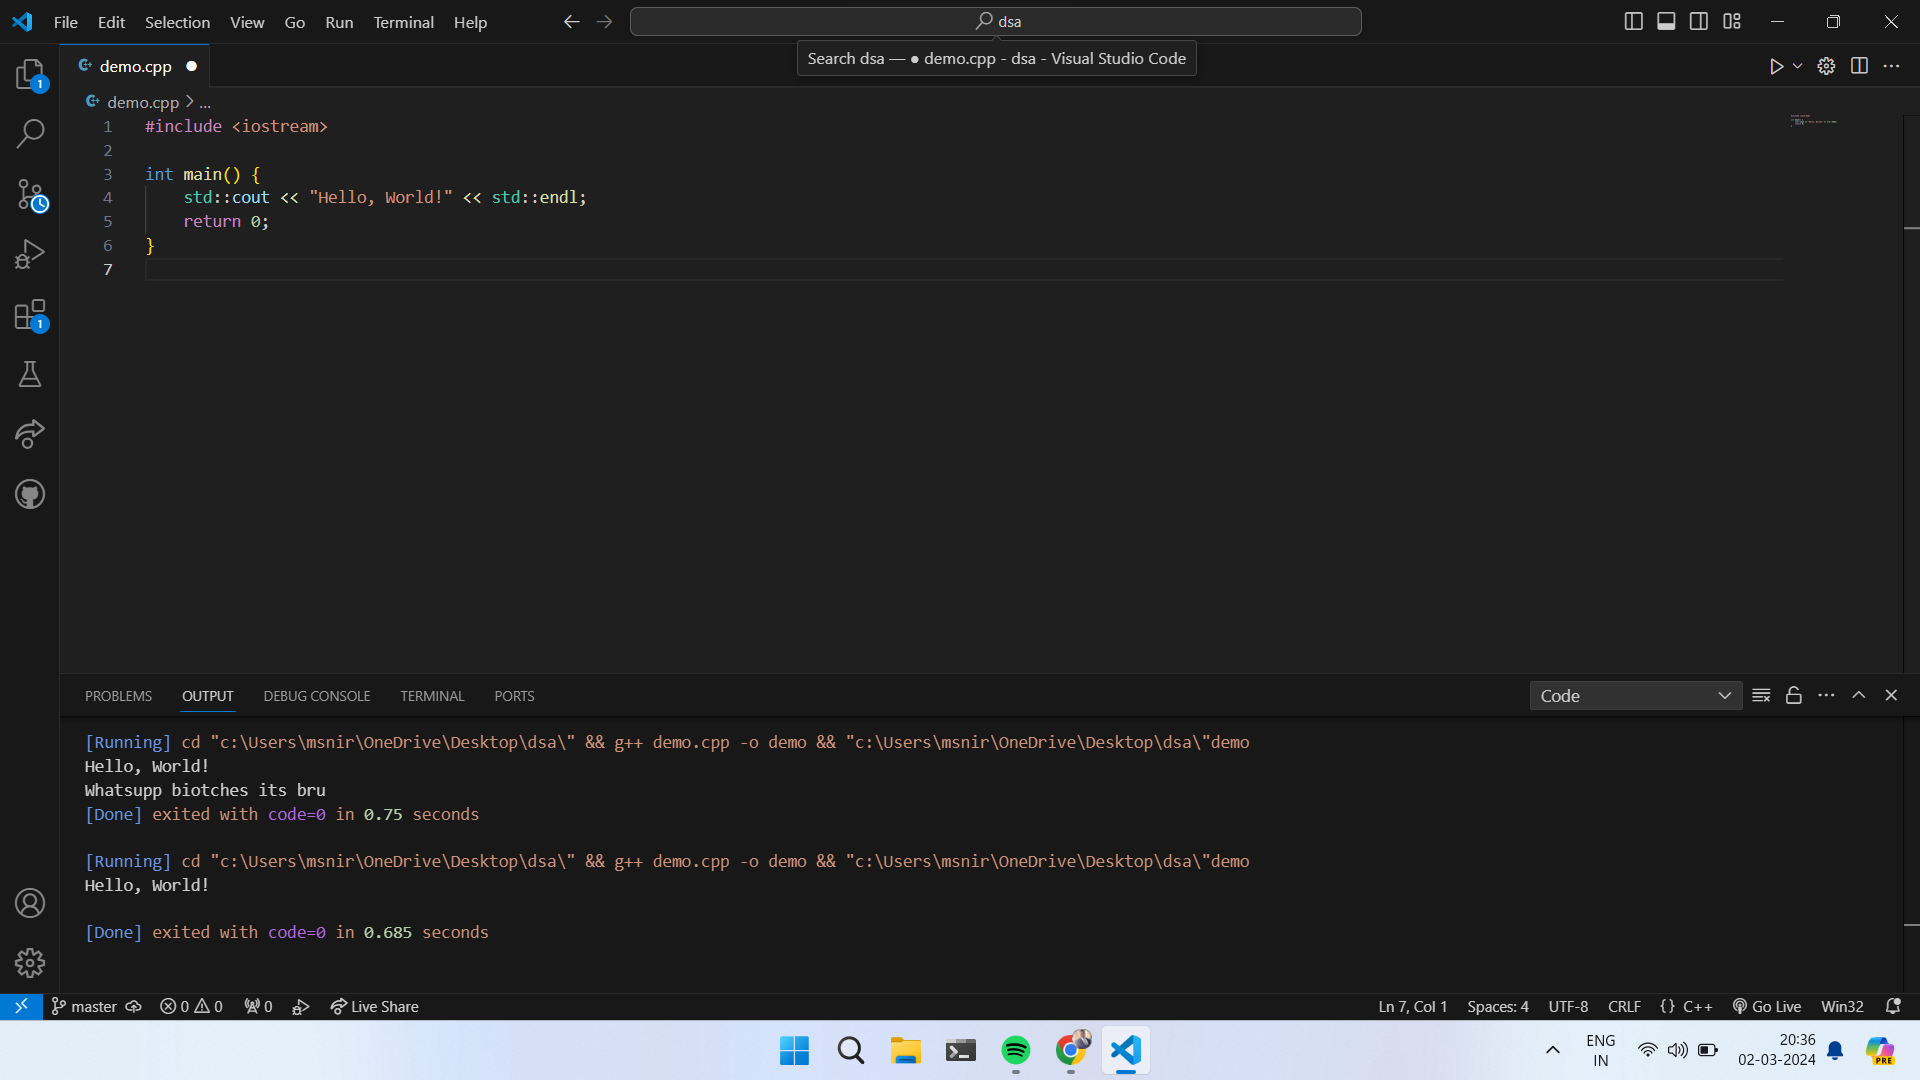 File Edit Selection View Go Run Terminal Help
dsa
demo.cpp
Search dsa — ● demo.cpp - dsa - Visual Studio Code
demo.cpp > ...
1 #include <iostream>
2
3 int main() {
4 std::cout << "Hello, World!" << std::endl;
5 return 0;
6 }
7
1
1
PROBLEMS OUTPUT DEBUG CONSOLE TERMINAL PORTS
Code
[Running] cd "c:\Users\msnir\OneDrive\Desktop\dsa\" && g++ demo.cpp -o demo && "c:\Users\msnir\OneDrive\Desktop\dsa\"demo
Hello, World!
Whatsupp biotches its bru
[Done] exited with code=0 in 0.75 seconds
[Running] cd "c:\Users\msnir\OneDrive\Desktop\dsa\" && g++ demo.cpp -o demo && "c:\Users\msnir\OneDrive\Desktop\dsa\"demo
Hello, World!
[Done] exited with code=0 in 0.685 seconds
master 0 0 0 Live Share
Ln 7, Col 1 Spaces: 4 UTF-8 CRLF {} C++ Go Live Win32
ENG
IN
20:36
02-03-2024
PRE